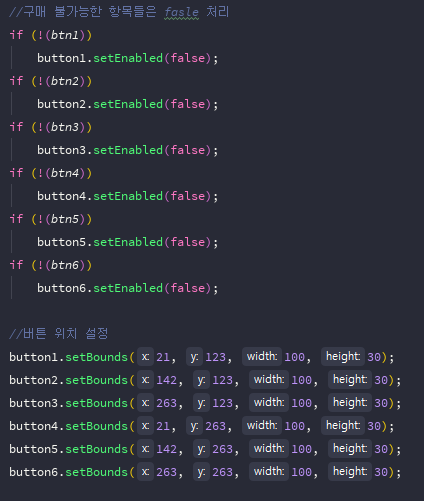 //구매 불가능한 항목들은 fasle 처리
if (!(btn1))
button1.setEnabled(false);
if (!(btn2))
button2.setEnabled(false);
if (!(btn3))
button3.setEnabled(false);
if (!(btn4))
button4.setEnabled(false);
if (!(btn5))
button5.setEnabled(false);
if (!(btn6))
button6.setEnabled(false);
//버튼 위치 설정
button1.setBounds( x: 21, y: 123, width: 100, height: 30);
button2.setBounds( x: 142, y: 123, width: 100, height: 30);
button3.setBounds( x: 263, y: 123, width: 100, height: 30);
button4.setBounds( x: 21, y: 263, width: 100, height: 30);
button5.setBounds( x: 142, y: 263, width: 100, height: 30);
button6.setBounds( x: 263, y: 263, width: 100, height: 30);